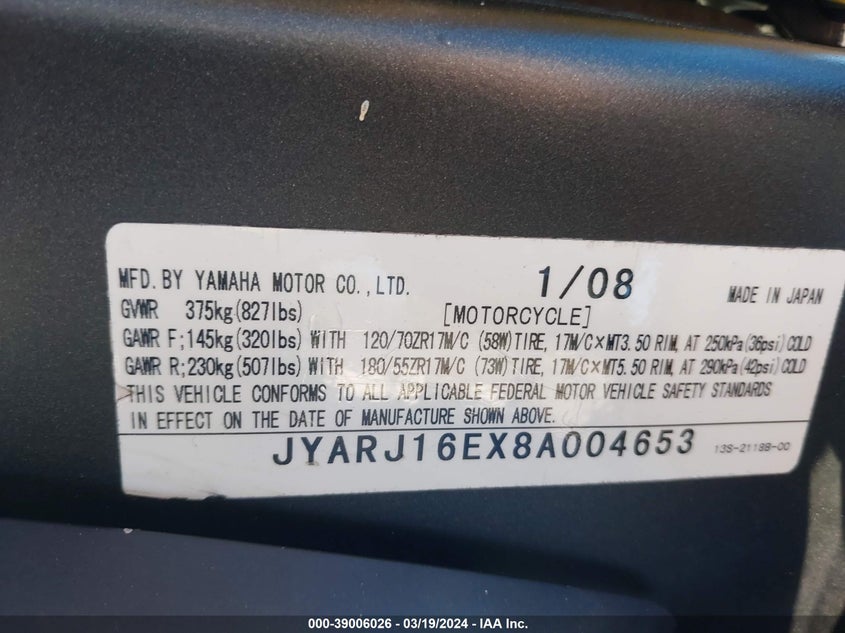 MFD. BY YAMAHA MOTOR CO., LTD. 1/08 MADE IN JAPAN
GVWR 375kg(827lbs) [MOTORCYCLE]
GAWR F;145kg(320lbs) WITH 120/70ZR17M/C (58W)TIRE, 17M/C×MT3.50 RIM, AT 250kPa(36psi)COLD
GAWR R;230kg(507lbs) WITH 180/55ZR17M/C (73W)TIRE, 17M/C×MT5.50 RIM, AT 290kPa(42psi)COLD
THIS VEHICLE CONFORMS TO ALL APPLICABLE FEDERAL MOTOR VEHICLE SAFETY STANDARDS
IN EFFECT ON THE DATE OF MANUFACTURE SHOWN ABOVE.
JYARJ16EX8A004653 13S-2118B-00
000-39006026 - 03/19/2024 - IAA Inc.